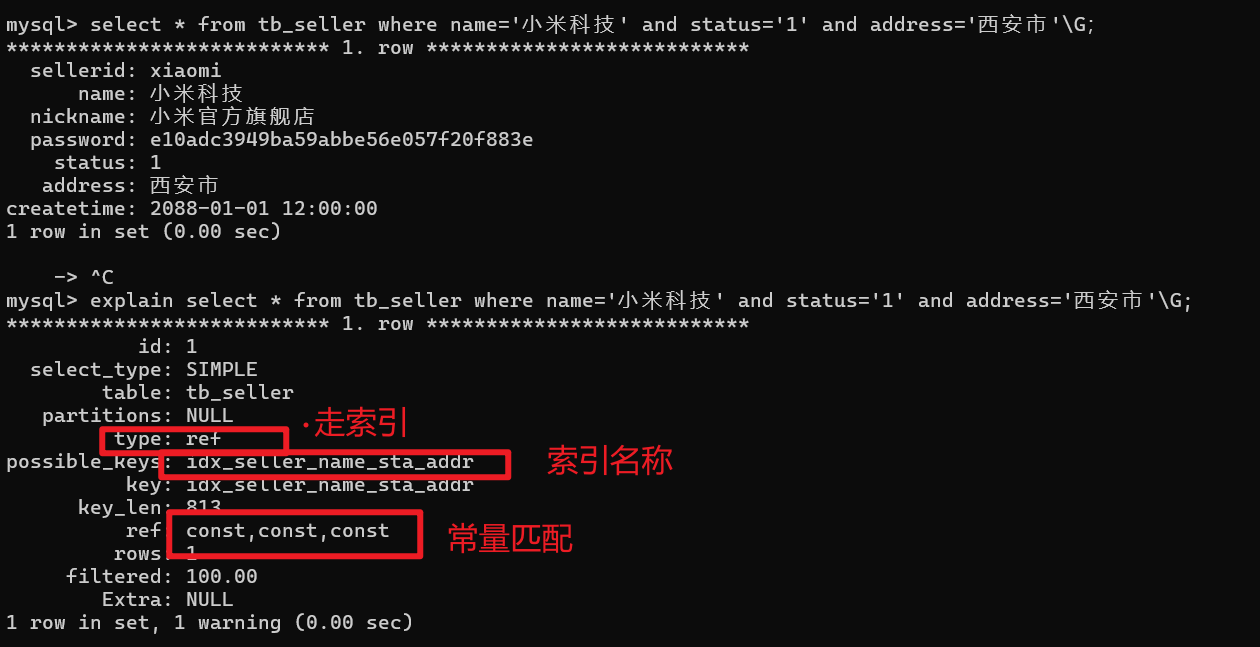 mysql> select * from tb_seller where name='小米科技' and status='1' and address='西安市'\G;
*************************** 1. row ***************************
sellerid: xiaomi
name: 小米科技
nickname: 小米官方旗舰店
password: e10adc3949ba59abbe56e057f20f883e
status: 1
address: 西安市
createtime: 2088-01-01 12:00:00
1 row in set (0.00 sec)
-> ^C
mysql> explain select * from tb_seller where name='小米科技' and status='1' and address='西安市'\G;
*************************** 1. row ***************************
id: 1
select_type: SIMPLE
table: tb_seller
partitions: NULL
·走索引
type: ref
possible_keys: idx_seller_name_sta_addr
索引名称
key: idx_seller_name_sta_addr
key_len: 813
ref: const,const,const
常量匹配
rows: 1
filtered: 100.00
Extra: NULL
1 row in set, 1 warning (0.00 sec)